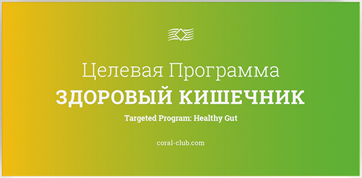 Целевая Программа
ЗДОРОВЫЙ КИШЕЧНИК
Targeted Program: Healthy Gut
coral-club.com